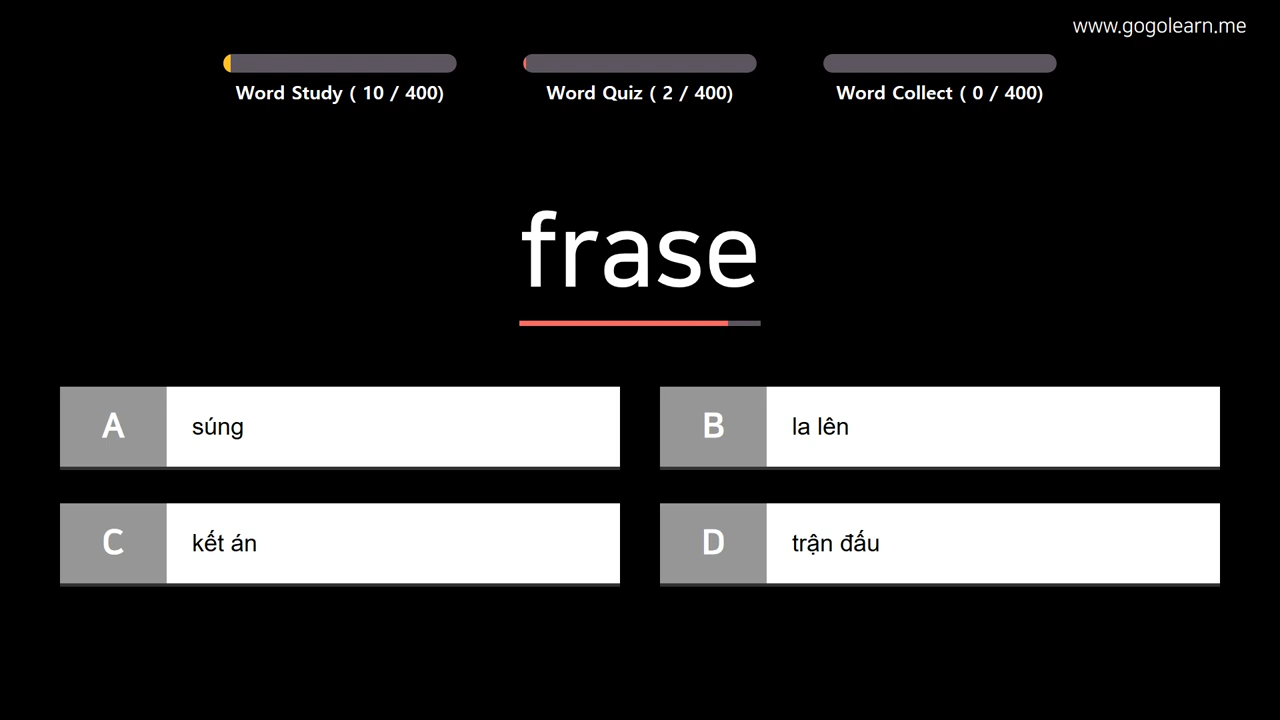 www.gogolearn.me
Word Study ( 10 / 400)
Word Quiz ( 2 / 400)
Word Collect ( 0 / 400)
frase
A súng
B la lên
C kết án
D trận đấu